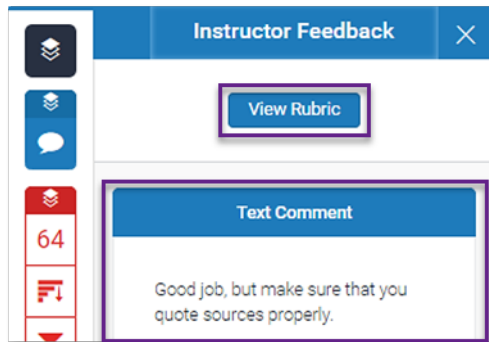 Instructor Feedback
View Rubric
64
Text Comment
Good job, but make sure that you
quote sources properly.